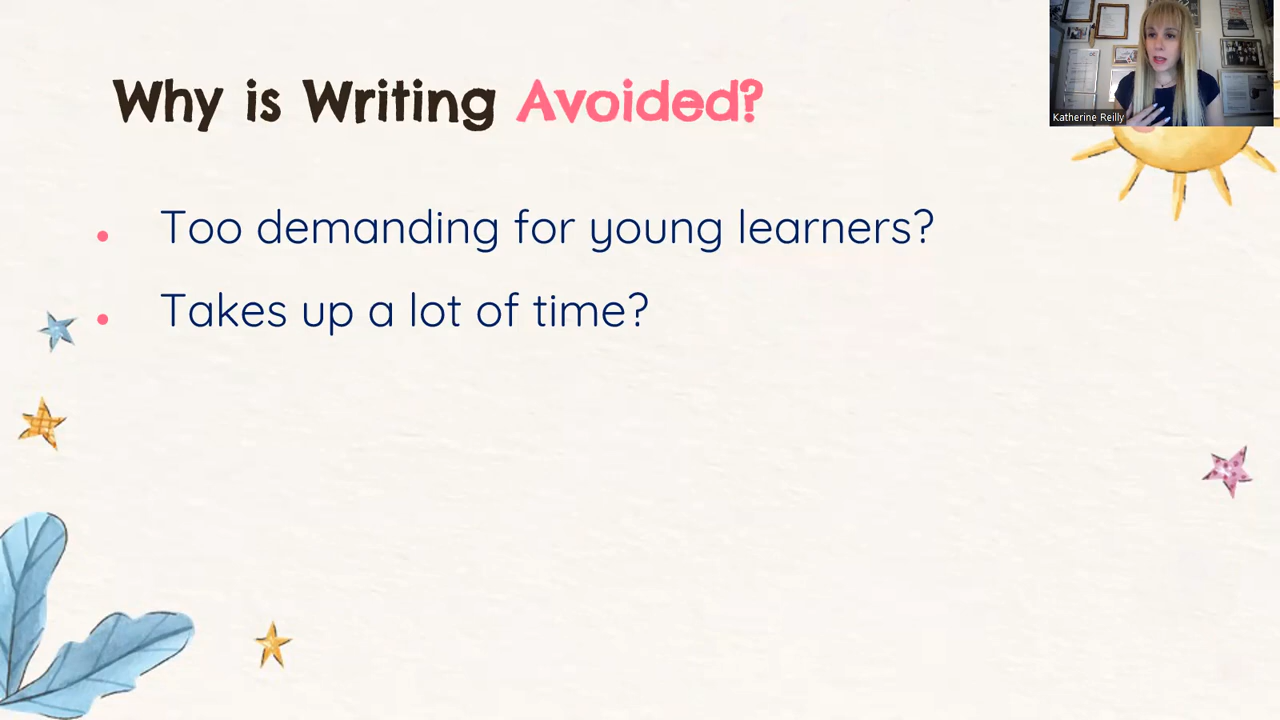 Why is Writing Avoided?
Katherine Reilly
. Too demanding for young learners?
. Takes up a lot of time?